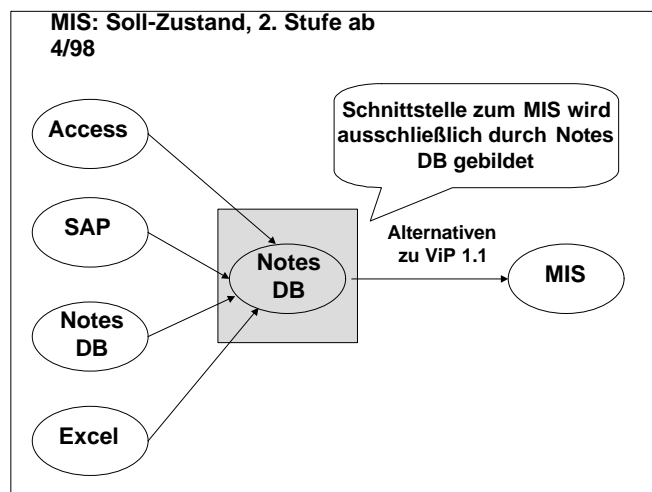 MIS: Soll-Zustand, 2. Stufe ab
4/98
Access
Schnittstelle zum MIS wird
ausschließlich durch Notes
DB gebildet
SAP
Alternativen
zu ViP 1.1
Notes
DB
MIS
Notes
DB
Excel